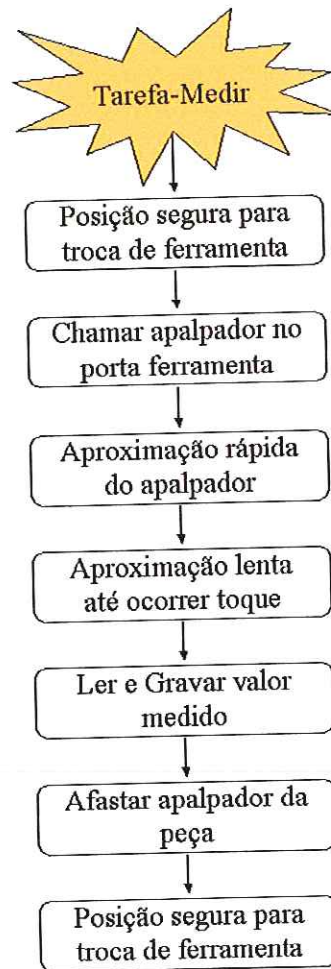 Tarefa-Medir
Posição segura para
troca de ferramenta
Chamar apalpador no
porta ferramenta
Aproximação rápida
do apalpador
Aproximação lenta
até ocorrer toque
Ler e Gravar valor
medido
Afastar apalpador da
peça
Posição segura para
troca de ferramenta